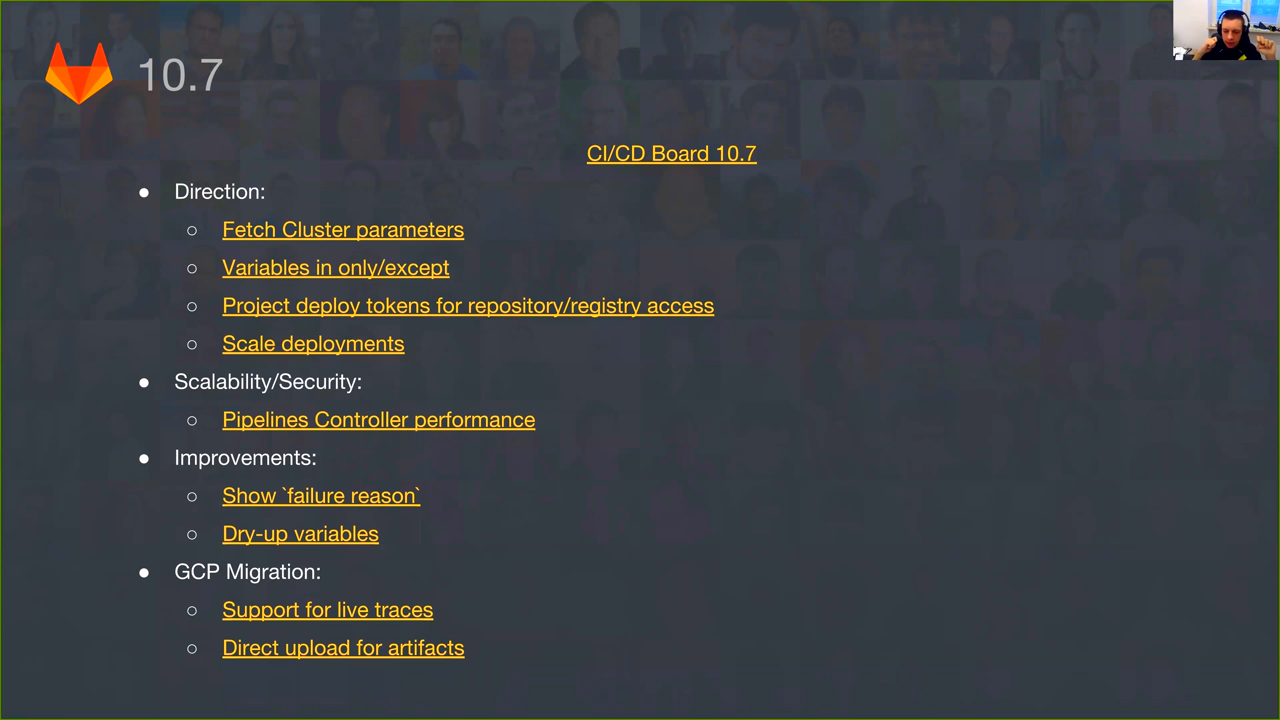 10.7
CI/CD Board 10.7
● Direction:
○ Fetch Cluster parameters
○ Variables in only/except
○ Project deploy tokens for repository/registry access
○ Scale deployments
● Scalability/Security:
○ Pipelines Controller performance
● Improvements:
○ Show `failure reason`
○ Dry-up variables
● GCP Migration:
○ Support for live traces
○ Direct upload for artifacts